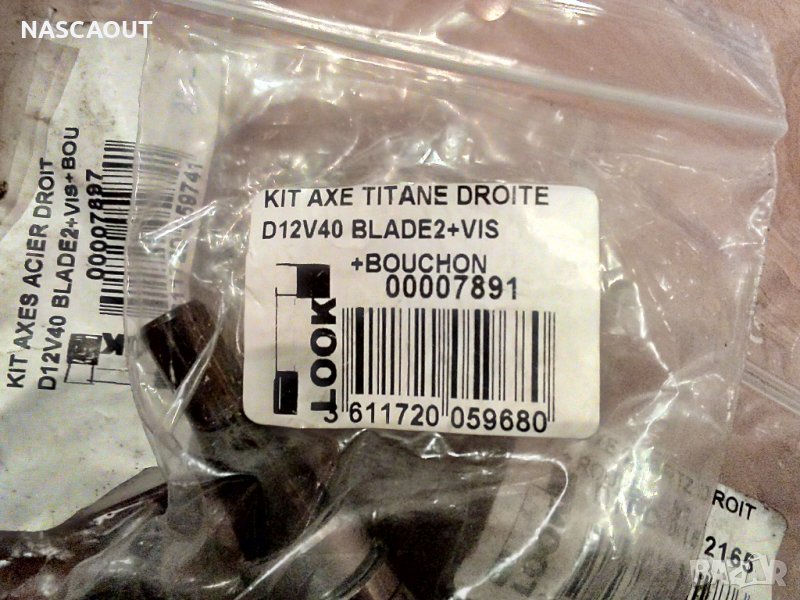 NASCAOUT
KIT AXES ACIER DROIT
D12V40 BLADE2+VIS+BOU
00007897
KIT AXE TITANE DROITE
D12V40 BLADE2+VIS
+BOUCHON
00007891
LOOK
3 611720 059680
DROIT
2165
BAZAR